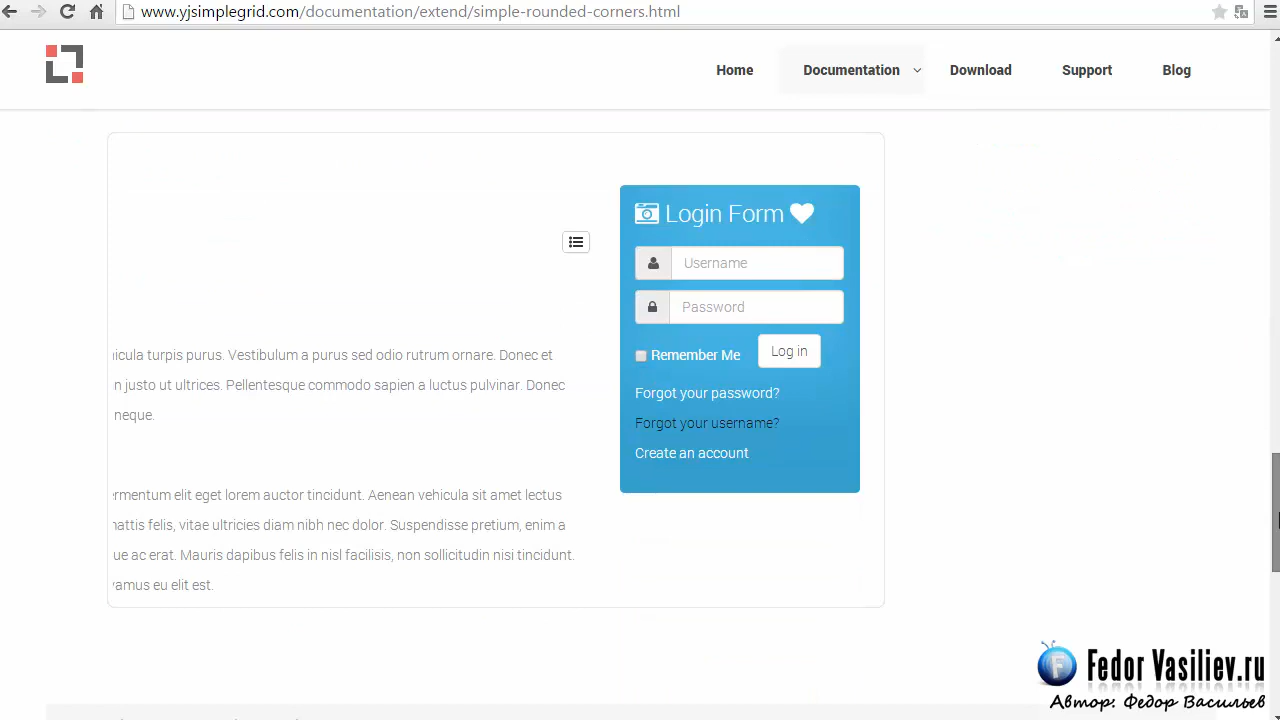 www.yjsimplegrid.com/documentation/extend/simple-rounded-corners.html
Home Documentation Download Support Blog
Login Form
Username
Password
Remember Me Log in
Forgot your password?
Forgot your username?
Create an account
icula turpis purus. Vestibulum a purus sed odio rutrum ornare. Donec et
n justo ut ultrices. Pellentesque commodo sapien a luctus pulvinar. Donec
neque.
ermentum elit eget lorem auctor tincidunt. Aenean vehicula sit amet lectus
nattis felis, vitae ultricies diam nibh nec dolor. Suspendisse pretium, enim a
ue ac erat. Mauris dapibus felis in nisl facilisis, non sollicitudin nisi tincidunt.
vamus eu elit est.
Fedor Vasiliev.ru
Автор: Федор Васильев